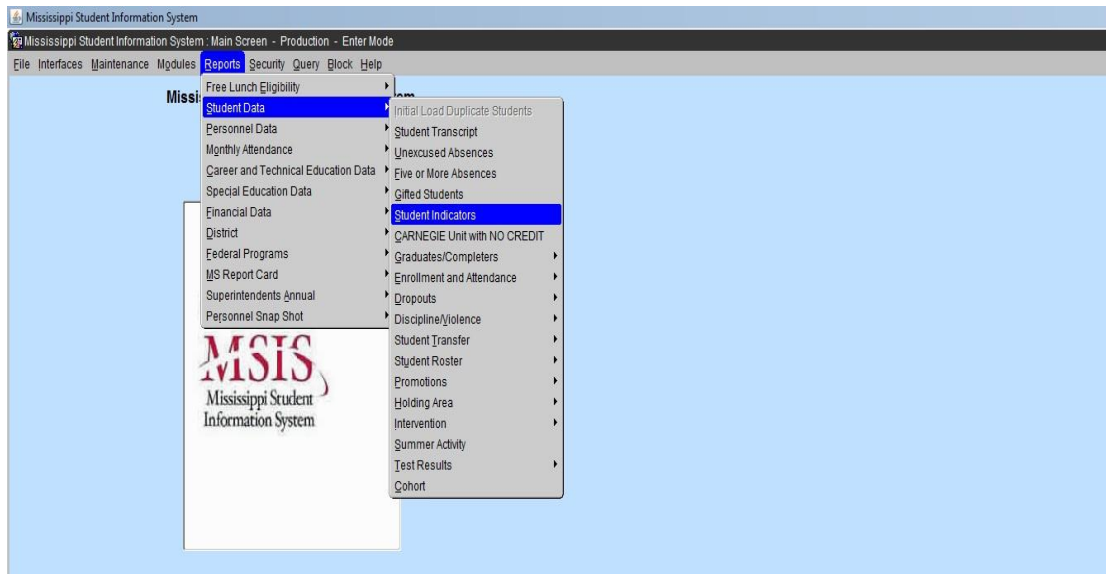 Mississippi Student Information System
Mississippi Student Information System : Main Screen - Production - Enter Mode
File Interfaces Maintenance Modules Reports Security Query Block Help
Free Lunch Eligibility
Student Data
Personnel Data
Monthly Attendance
Career and Technical Education Data
Special Education Data
Financial Data
District
Federal Programs
MS Report Card
Superintendents Annual
Personnel Snap Shot
Initial Load Duplicate Students
Student Transcript
Unexcused Absences
Five or More Absences
Gifted Students
Student Indicators
CARNEGIE Unit with NO CREDIT
Graduates/Completers
Enrollment and Attendance
Dropouts
Discipline/Violence
Student Transfer
Student Roster
Promotions
Holding Area
Intervention
Summer Activity
Test Results
Cohort
MSIS
Mississippi Student
Information System